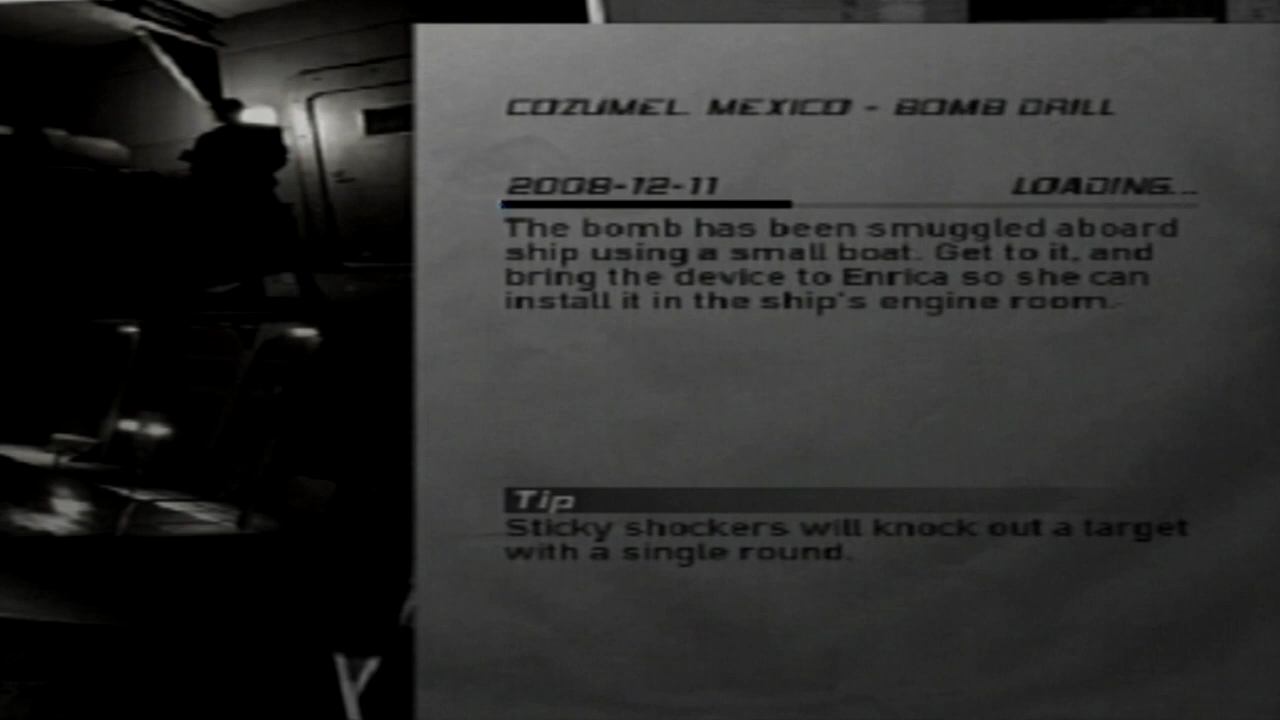 COZUMEL MEXICO - BOMB DRILL
2008-12-11 LOADING...
The bomb has been smuggled aboard
ship using a small boat. Get to it, and
bring the device to Enrica so she can
install it in the ship's engine room.
Tip
Sticky shockers will knock out a target
with a single round.